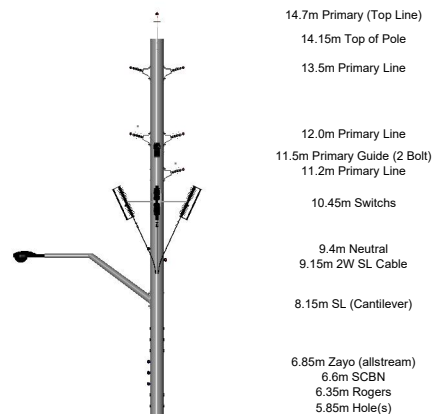 14.7m Primary (Top Line)
14.15m Top of Pole
13.5m Primary Line
12.0m Primary Line
11.5m Primary Guide (2 Bolt)
11.2m Primary Line
10.45m Switchs
9.4m Neutral
9.15m 2W SL Cable
8.15m SL (Cantilever)
6.85m Zayo (allstream)
6.6m SCBN
6.35m Rogers
5.85m Hole(s)